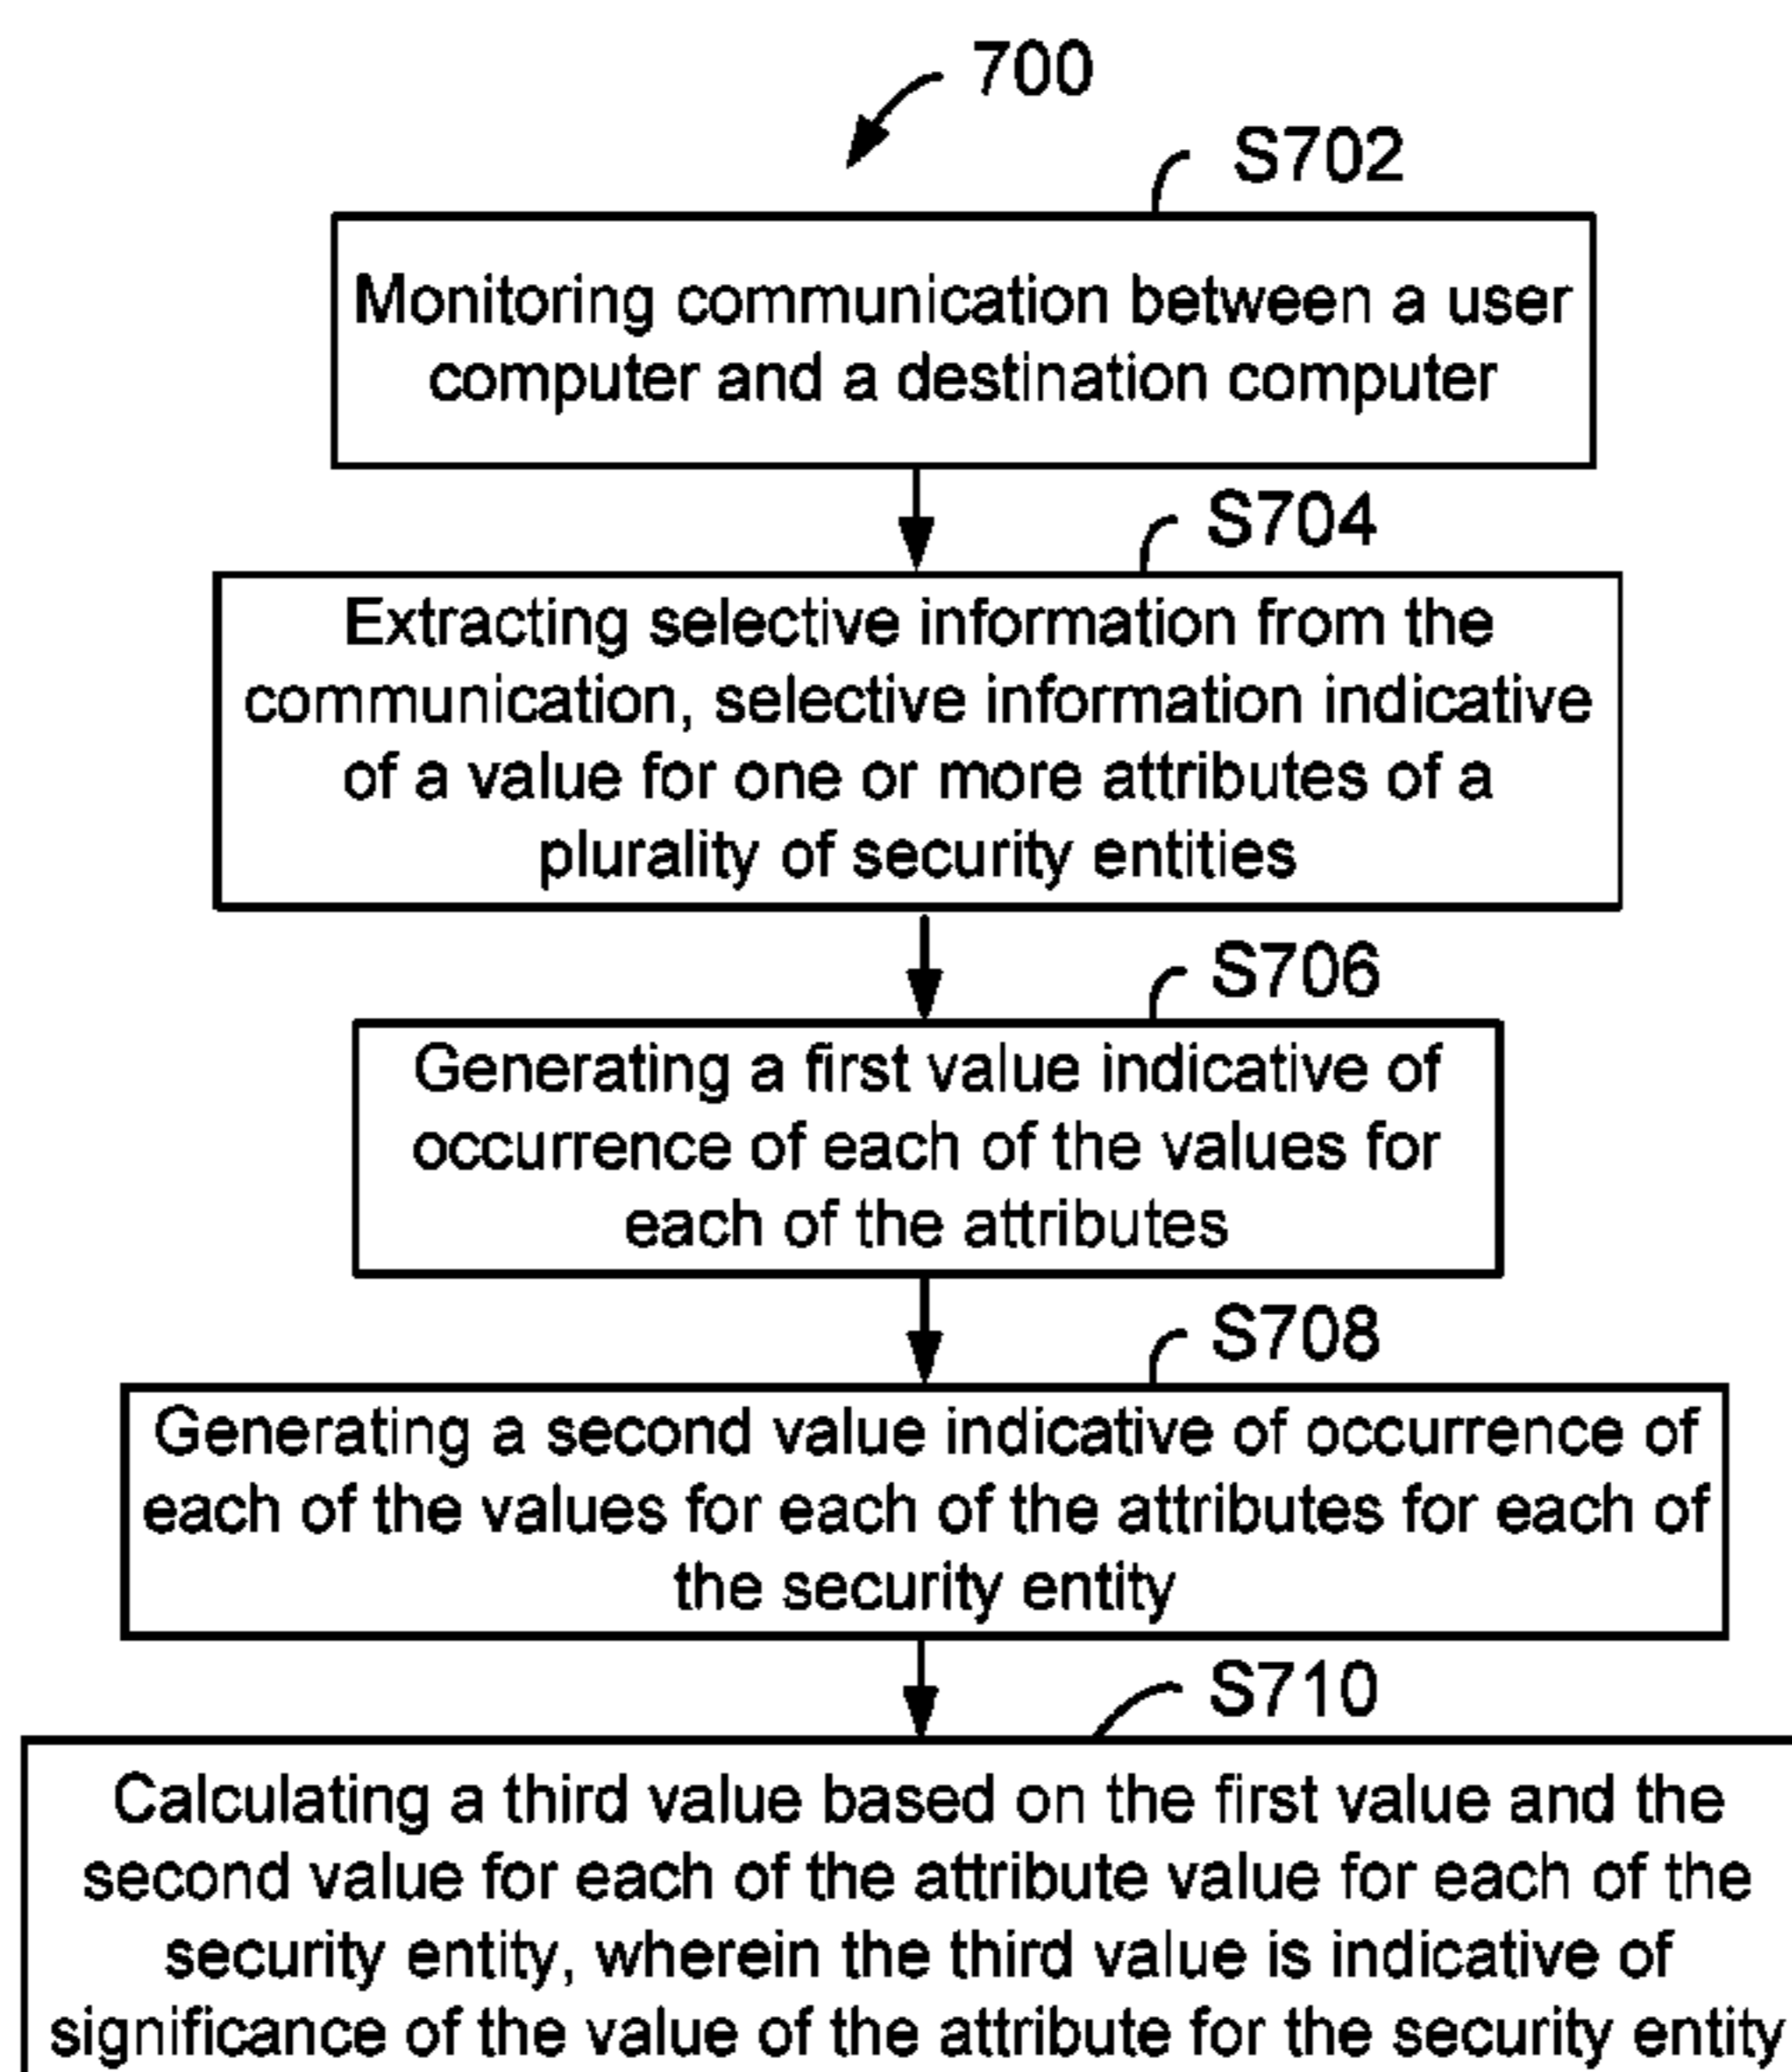 700
S702
Monitoring communication between a user
computer and a destination computer
S704
Extracting selective information from the
communication, selective information indicative
of a value for one or more attributes of a
plurality of security entities
S706
Generating a first value indicative of
occurrence of each of the values for
each of the attributes
S708
Generating a second value indicative of occurrence of
each of the values for each of the attributes for each of
the security entity
S710
Calculating a third value based on the first value and the
second value for each of the attribute value for each of the
security entity, wherein the third value is indicative of
significance of the value of the attribute for the security entity